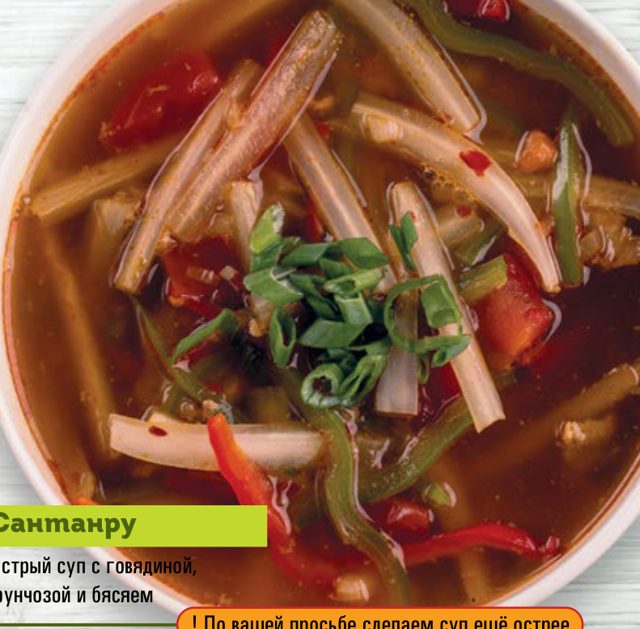 Сантанру
стрый суп с говядиной,
рунчозой и бясяем
! По вашей просьбе сделаем суп ещё острее